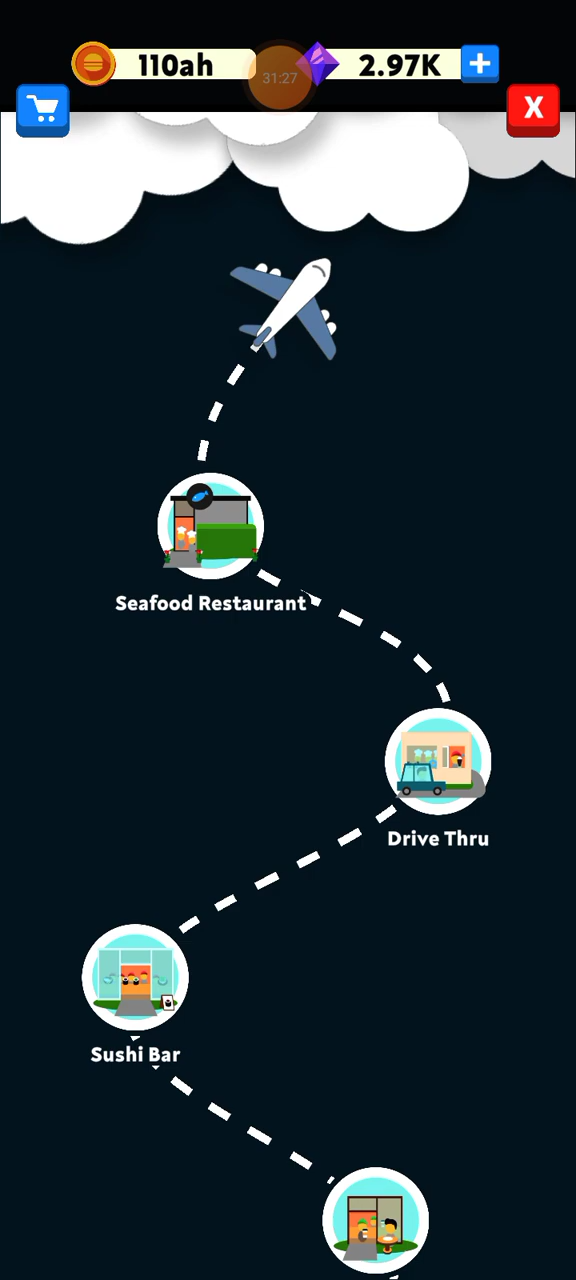 110ah
31:27
2.97K
X
Seafood Restaurant
Drive Thru
Sushi Bar